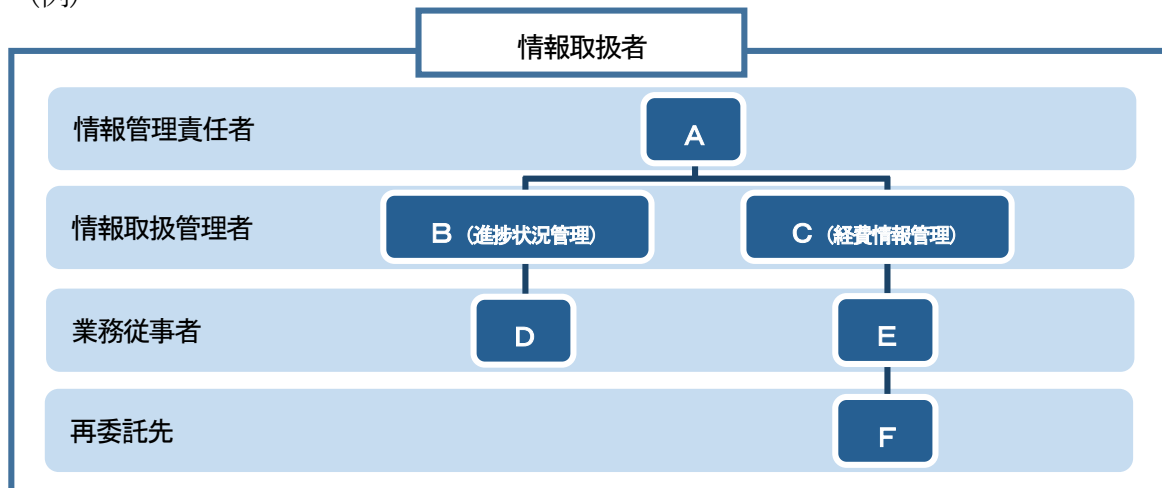 （例）
情報取扱者
情報管理責任者
A
情報取扱管理者
B（進捗状況管理）
C（経費情報管理）
業務従事者
D
E
再委託先
F